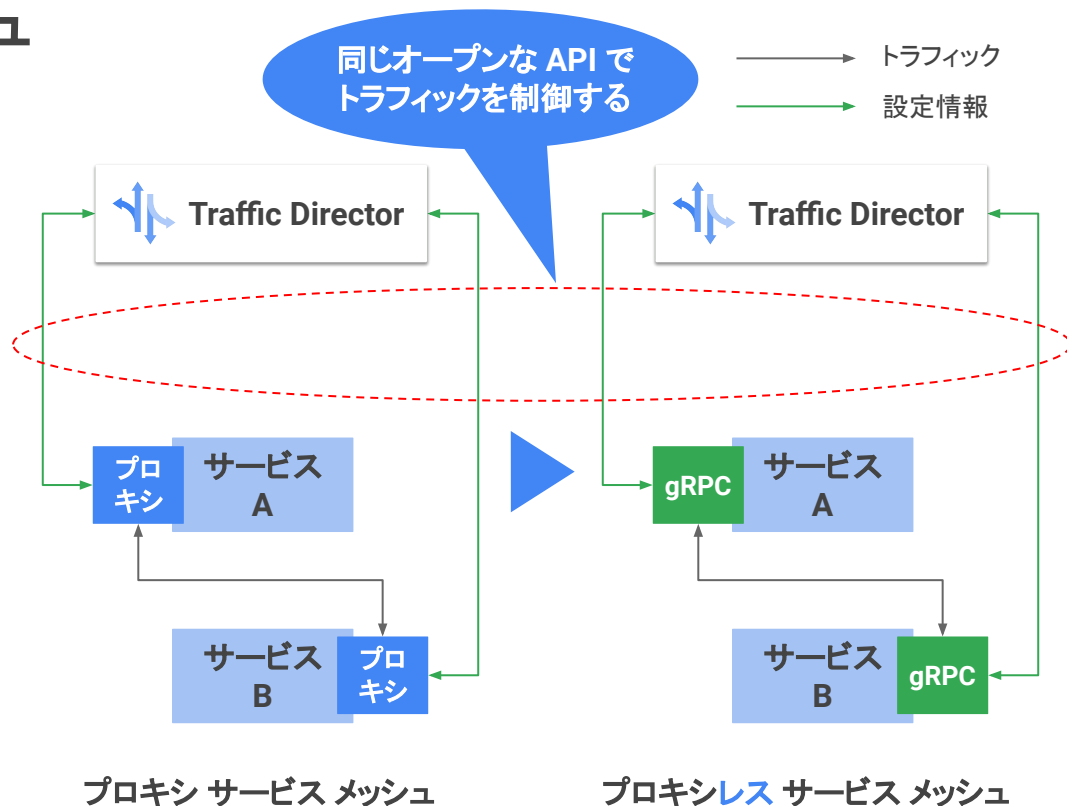 ュ
同じオープンな API で
トラフィックを制御する
トラフィック
設定情報
Traffic Director
Traffic Director
プロ
キシ
サービス
A
gRPC
サービス
A
サービス
B
プロ
キシ
サービス
B
gRPC
プロキシ サービス メッシュ
プロキシレス サービス メッシュ